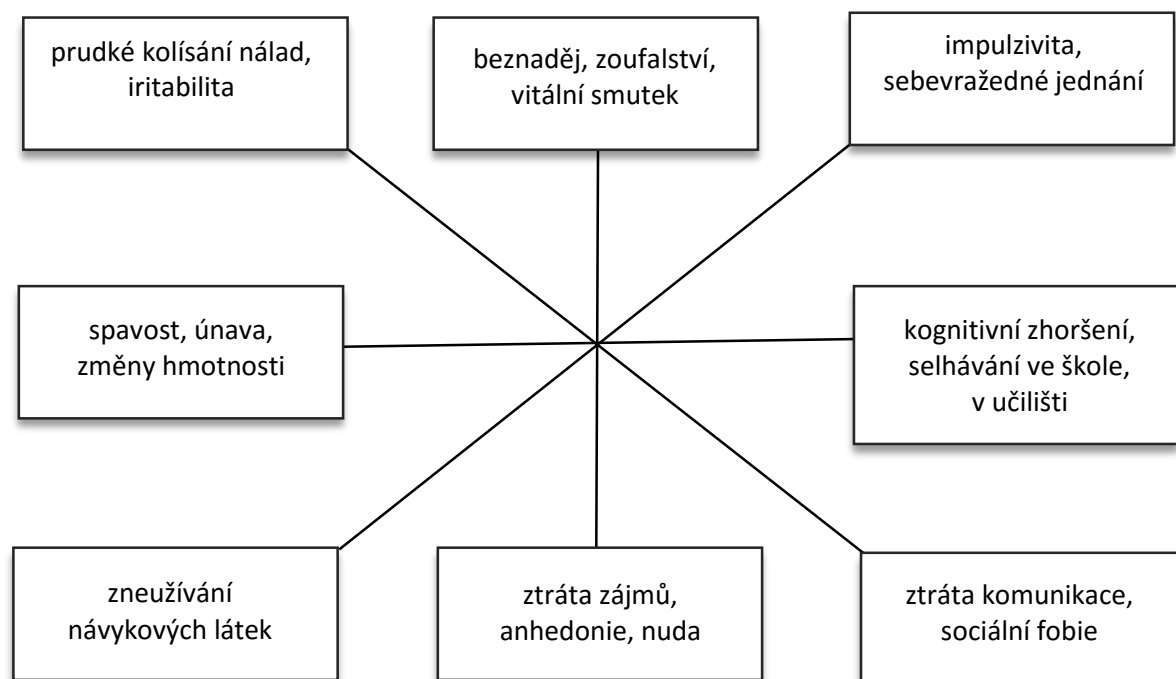 prudké kolísání nálad,
iritabilita
beznaděj, zoufalství,
vitální smutek
impulzivita,
sebevražedné jednání
spavost, únava,
změny hmotnosti
kognitivní zhoršení,
selhávání ve škole,
v učilišti
zneužívání
návykových látek
ztráta zájmů,
anhedonie, nuda
ztráta komunikace,
sociální fobie